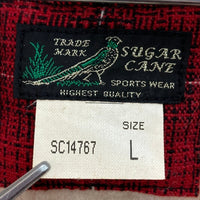 TRADE MARK
SUGAR CANE
SPORTS WEAR
HIGHEST QUALITY
SIZE
SC14767 L